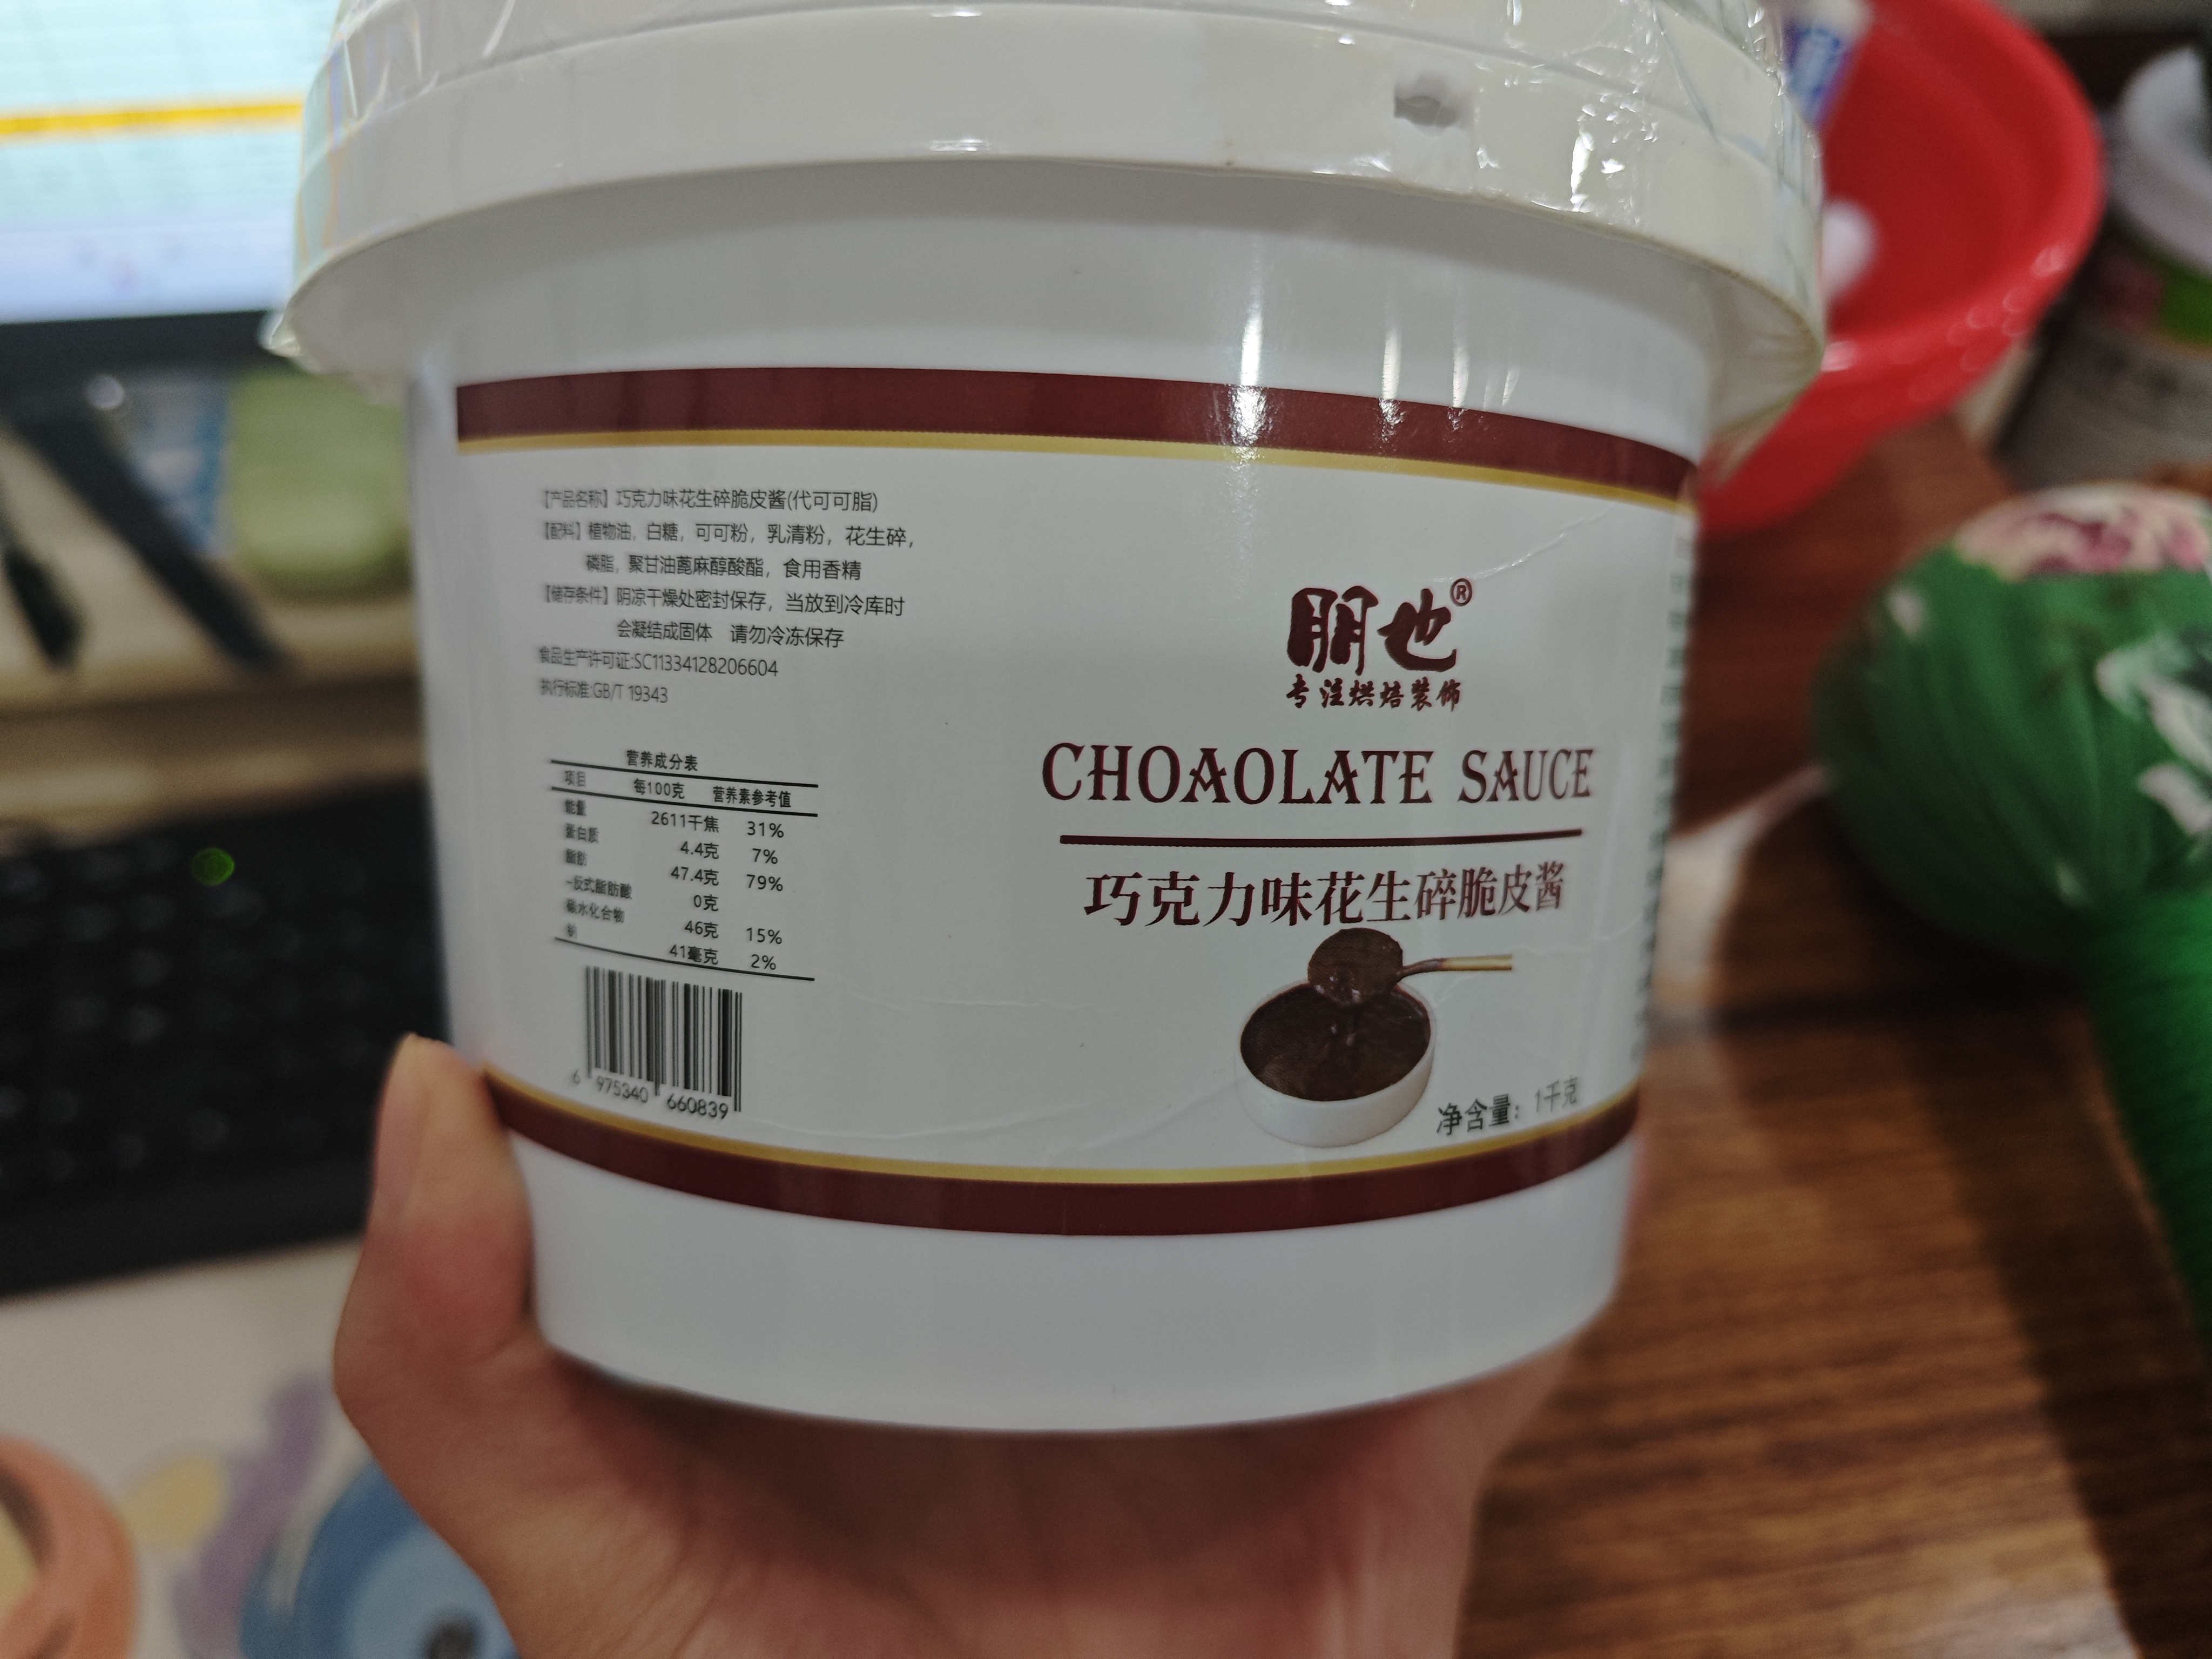 【产品名称】巧克力味花生碎脆皮酱(代可可脂)
【配料】植物油，白糖，可可粉，乳清粉，花生碎，
磷脂，聚甘油蓖麻醇酸酯，食用香精
【储存条件】阴凉干燥处密封保存，当放到冷库时
会凝结成固体 请勿冷冻保存
食品生产许可证:SC11334128206604
执行标准:GB/T 19343
营养成分表
项目 每100克 营养素参考值
能量 2611千焦 31%
蛋白质 4.4克 7%
脂肪 47.4克 79%
-反式脂肪酸 0克
碳水化合物 46克 15%
钠 41毫克 2%
6 975340 660839
朋也®
专注烘焙装饰
CHOAOLATE SAUCE
巧克力味花生碎脆皮酱
净含量：1千克